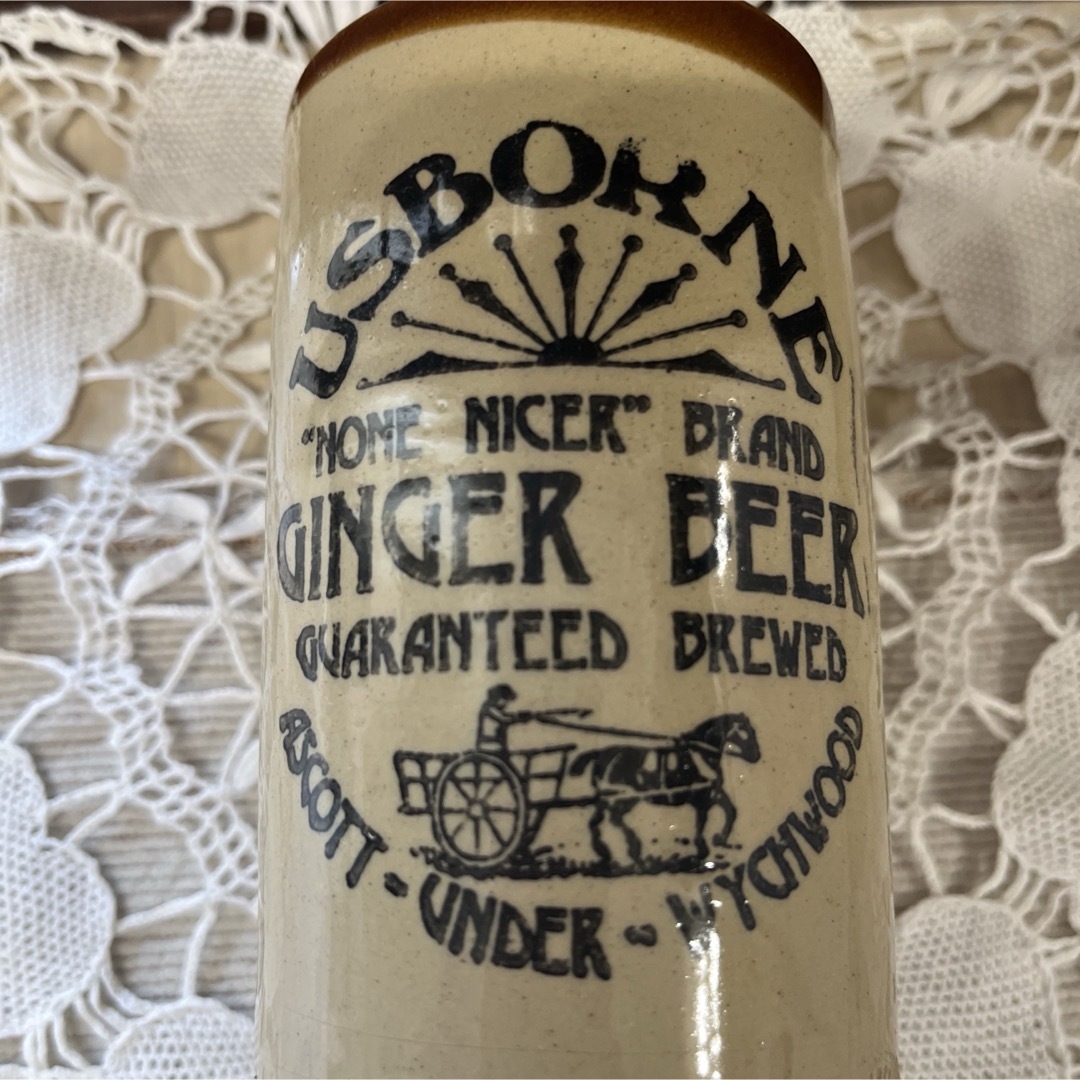 USBORNE
"NONE NICER" BRAND
GINGER BEER
GUARANTEED BREWED
ASCOTT - UNDER - WYCHWOOD